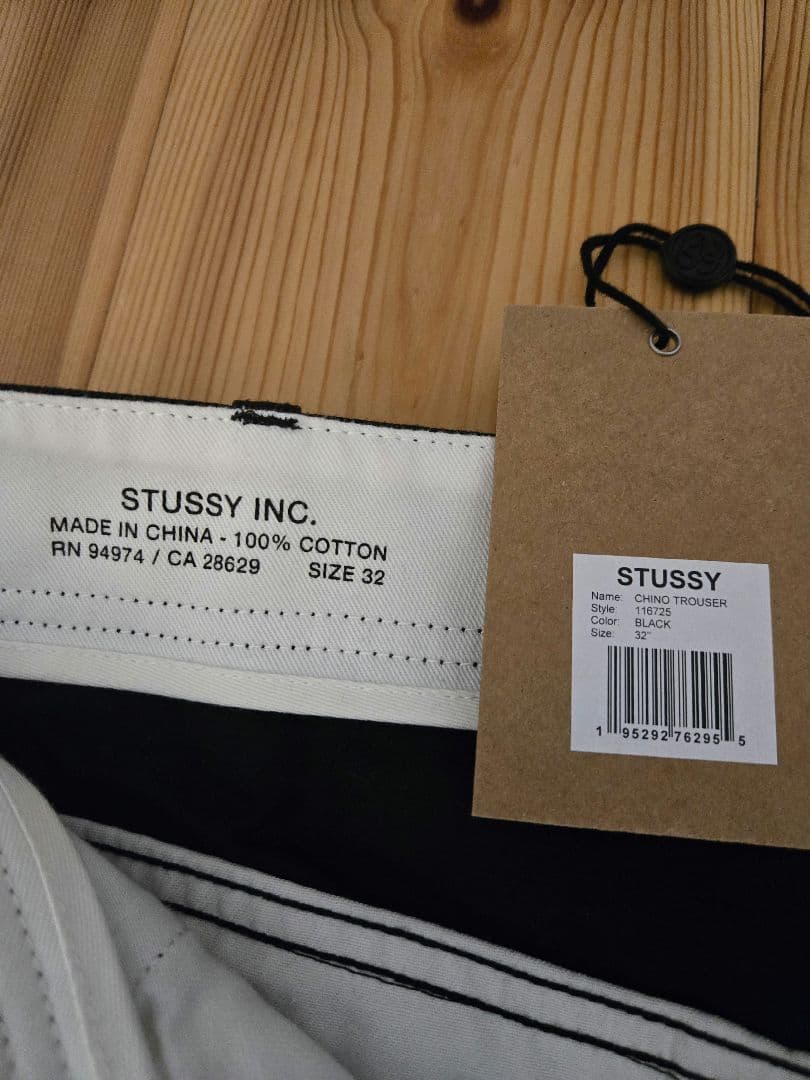 STUSSY INC.
MADE IN CHINA - 100% COTTON
RN 94974 / CA 28629 SIZE 32
STUSSY
Name: CHINO TROUSER
Style: 116725
Color: BLACK
Size: 32"
1 95292 76295 5